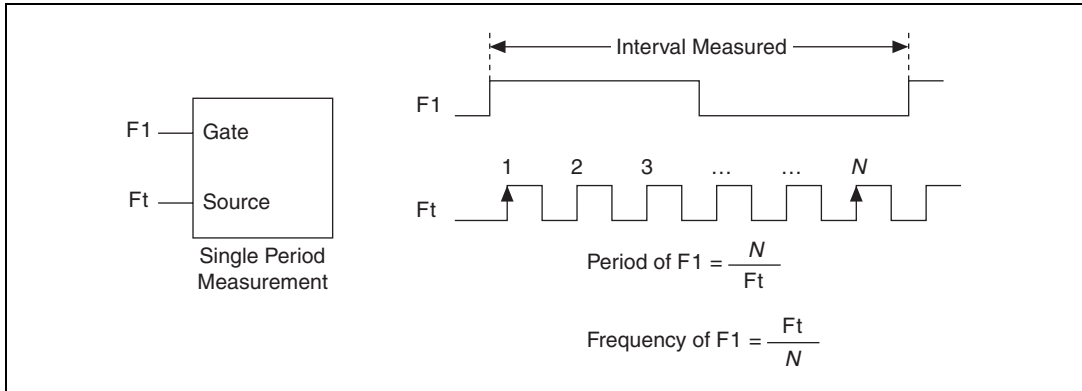 Interval Measured
F1
Gate
Ft
Source
Single Period
Measurement
F1
1 2 3 … … N
Ft
Period of F1 = N
Ft
Frequency of F1 = Ft
N